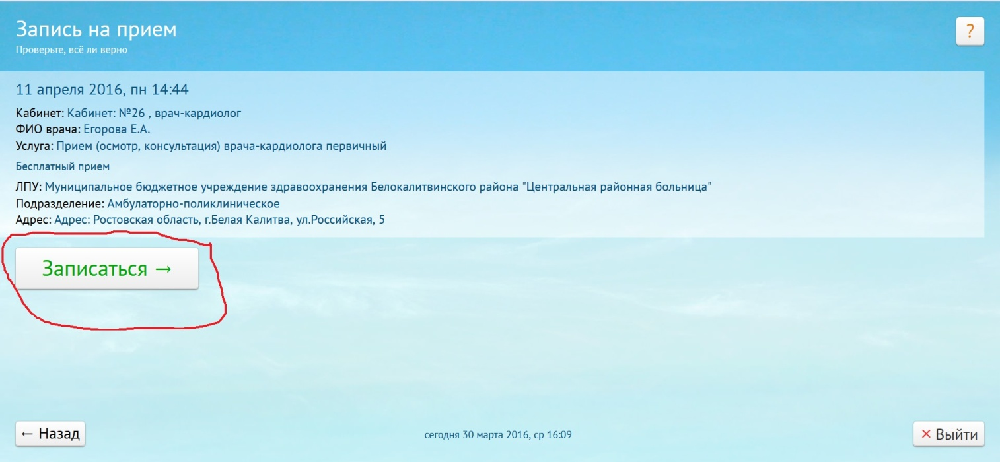 Запись на прием
?
Проверьте, всё ли верно
11 апреля 2016, пн 14:44
Кабинет: Кабинет: №26 , врач-кардиолог
ФИО врача: Егорова Е.А.
Услуга: Прием (осмотр, консультация) врача-кардиолога первичный
Бесплатный прием
ЛПУ: Муниципальное бюджетное учреждение здравоохранения Белокалитвинского района "Центральная районная больница"
Подразделение: Амбулаторно-поликлиническое
Адрес: Адрес: Ростовская область, г.Белая Калитва, ул.Российская, 5
Записаться →
← Назад
сегодня 30 марта 2016, ср 16:09
× Выйти